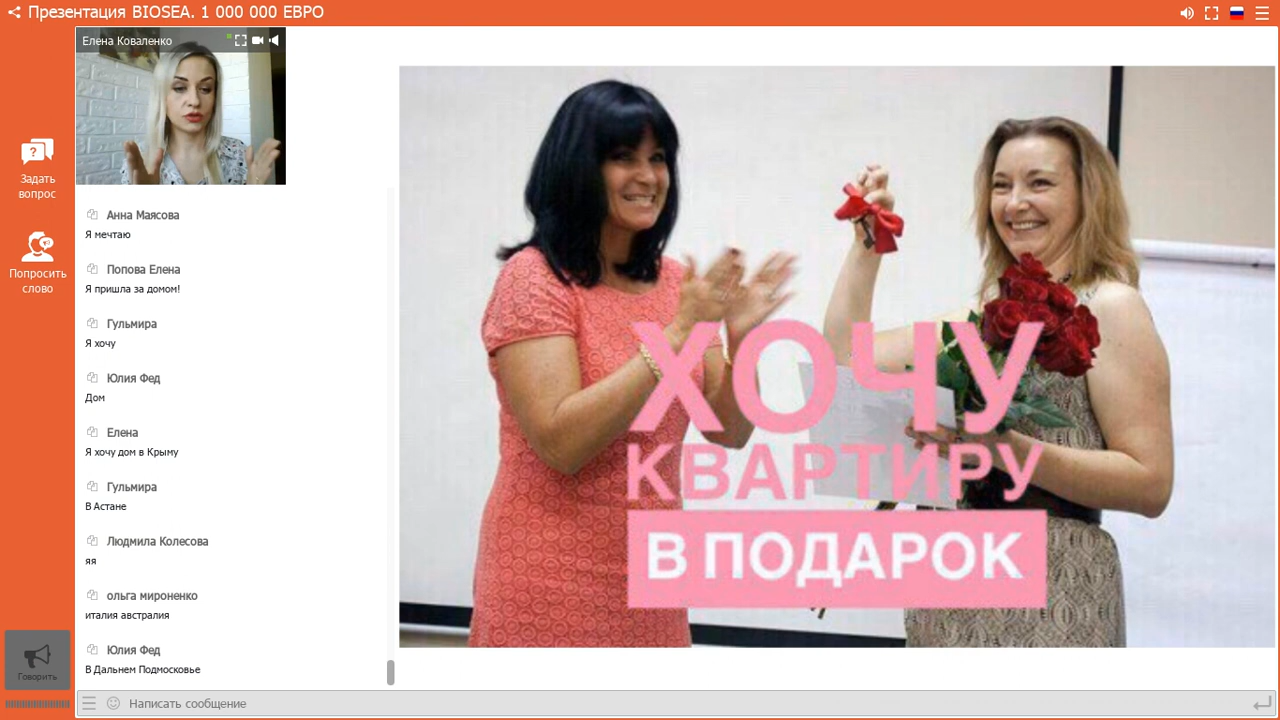 Презентация BIOSEA. 1 000 000 ЕВРО
Елена Коваленко
Задать
вопрос
Попросить
слово
Говорить
Анна Маясова
Я мечтаю
Попова Елена
Я пришла за домом!
Гульмира
Я хочу
Юлия Фед
Дом
Елена
Я хочу дом в Крыму
Гульмира
В Астане
Людмила Колесова
яя
ольга мироненко
италия австралия
Юлия Фед
В Дальнем Подмосковье
Написать сообщение
ХОЧУ
КВАРТИРУ
В ПОДАРОК